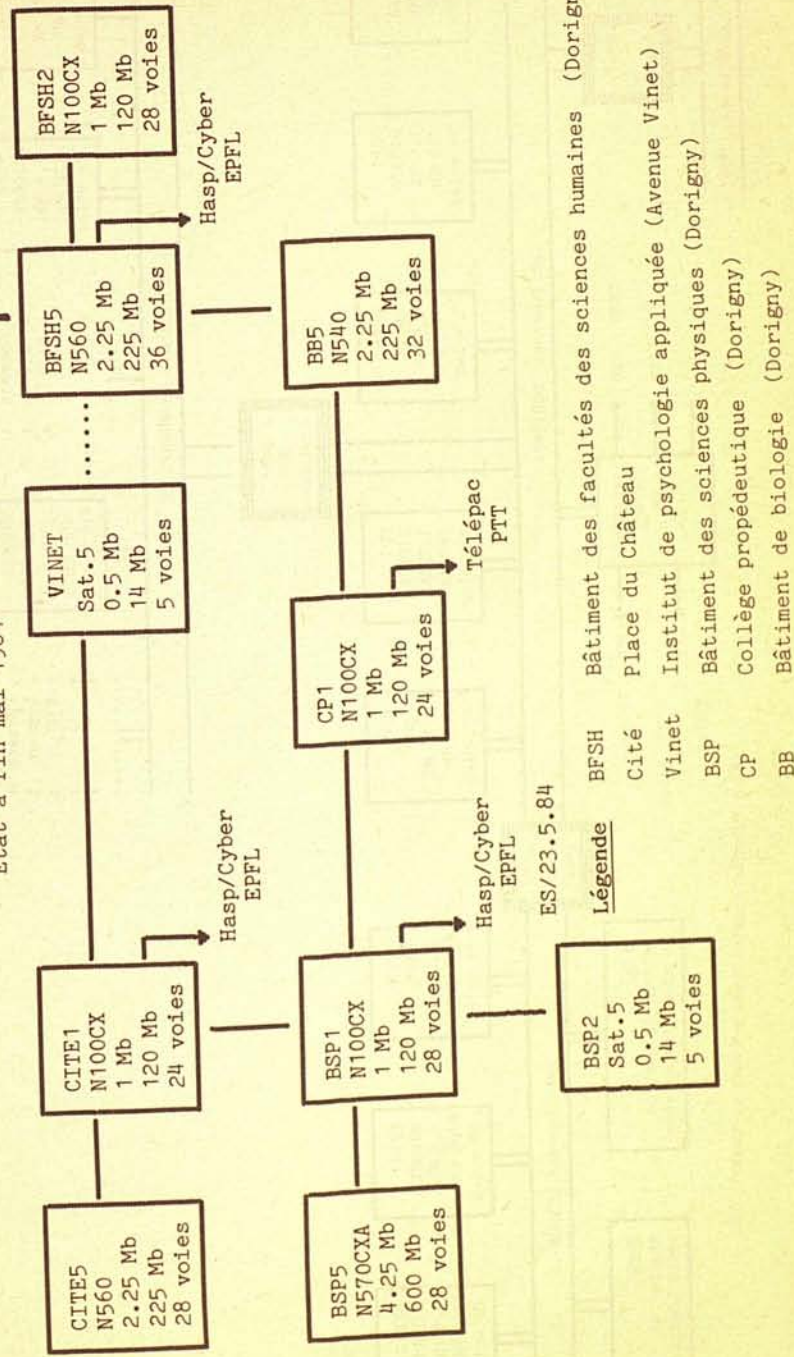 CITE5
N560
2.25 Mb
225 Mb
28 voies
CITE1
N100CX
1 Mb
120 Mb
24 voies
Hasp/Cyber
EPFL
VINET
Sat.5
0.5 Mb
14 Mb
5 voies
.......
BFSH5
N560
2.25 Mb
225 Mb
36 voies
Hasp/Cyber
EPFL
BFSH2
N100CX
1 Mb
120 Mb
28 voies
BSP5
N570CXA
4.25 Mb
600 Mb
28 voies
BSP1
N100CX
1 Mb
120 Mb
28 voies
Hasp/Cyber
EPFL
CP1
N100CX
1 Mb
120 Mb
24 voies
Télépac
PTT
BB5
N540
2.25 Mb
225 Mb
32 voies
BSP2
Sat.5
0.5 Mb
14 Mb
5 voies
ES/23.5.84
Légende
BFSH Bâtiment des facultés des sciences humaines (Dorign
Cité Place du Château
Vinet Institut de psychologie appliquée (Avenue Vinet)
BSP Bâtiment des sciences physiques (Dorigny)
CP Collège propédeutique (Dorigny)
BB Bâtiment de biologie (Dorigny)